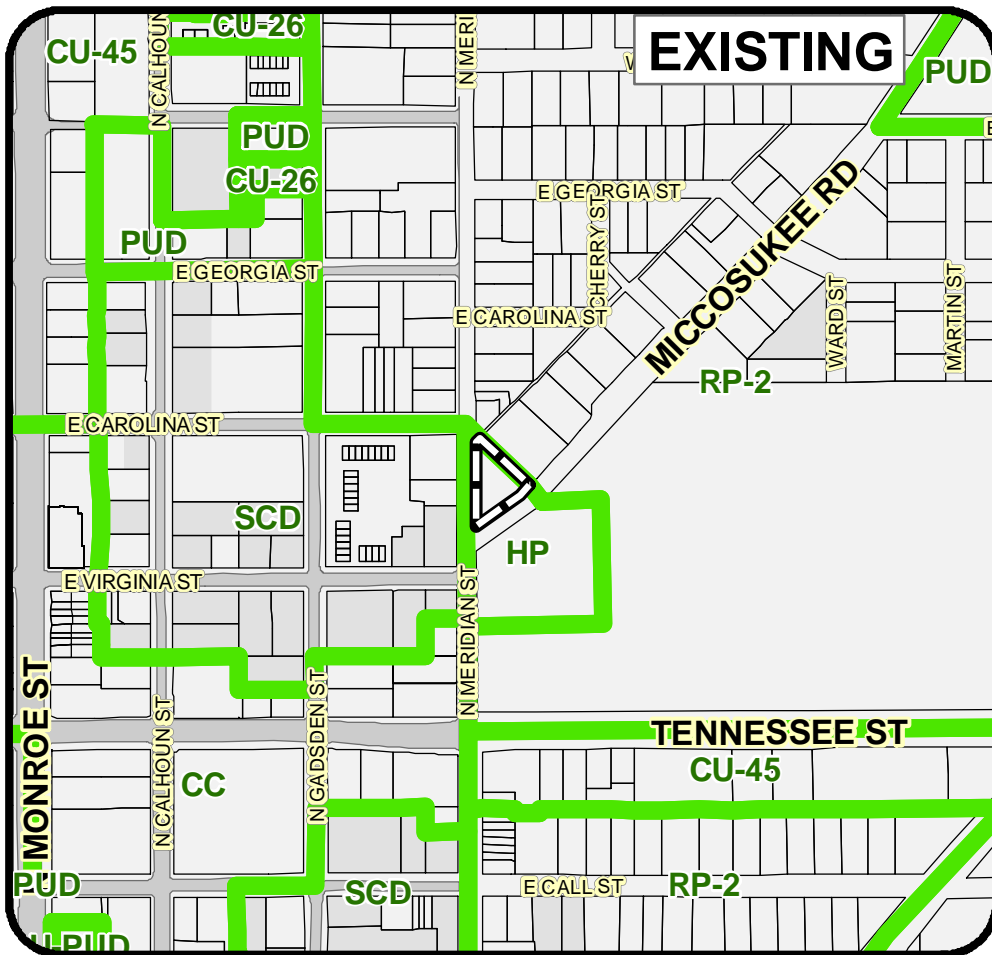 CU-26
CU-45
N CALHOUN
N MERI
EXISTING
PUD
PUD
CU-26
E GEORGIA ST
CHERRY ST
MICCOSUKEE RD
PUD
E GEORGIA ST
E CAROLINA ST
WARD ST
MARTIN ST
RP-2
E CAROLINA ST
SCD
HP
E VIRGINIA ST
N MERIDIAN ST
MONROE ST
N CALHOUN ST
N GADSDEN ST
TENNESSEE ST
CU-45
CC
PUD
SCD
E CALL ST
RP-2
U-PUD